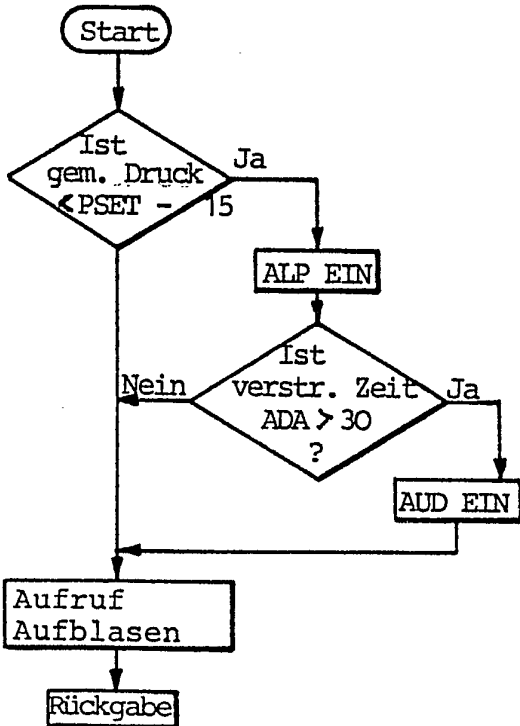 Start
Ist
gem. Druck
<PSET - 15
Ja
ALP EIN
Ist
verstr. Zeit
ADA > 30
?
Nein
Ja
AUD EIN
Aufruf
Aufblasen
Rückgabe